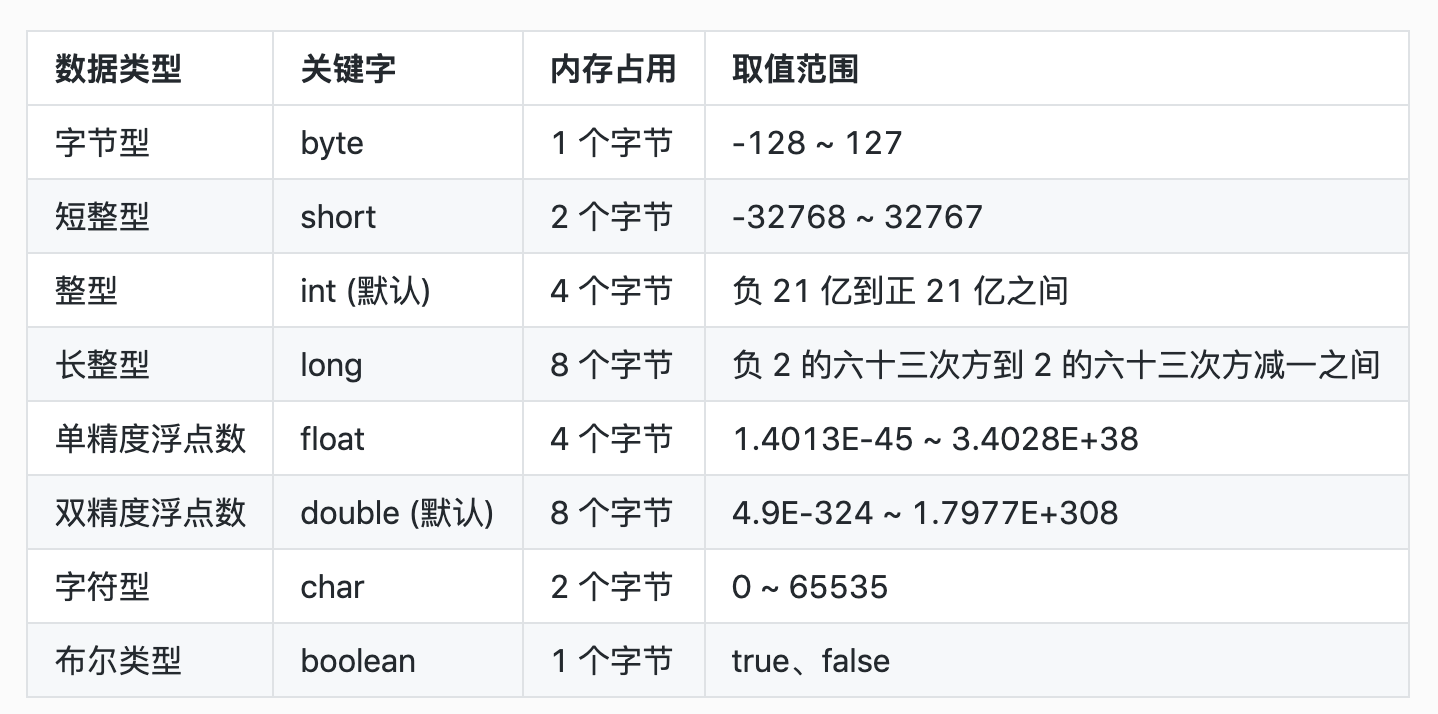 数据类型 关键字 内存占用 取值范围
字节型 byte 1 个字节 -128 ~ 127
短整型 short 2 个字节 -32768 ~ 32767
整型 int (默认) 4 个字节 负 21 亿到正 21 亿之间
长整型 long 8 个字节 负 2 的六十三次方到 2 的六十三次方减一之间
单精度浮点数 float 4 个字节 1.4013E-45 ~ 3.4028E+38
双精度浮点数 double (默认) 8 个字节 4.9E-324 ~ 1.7977E+308
字符型 char 2 个字节 0 ~ 65535
布尔类型 boolean 1 个字节 true、false